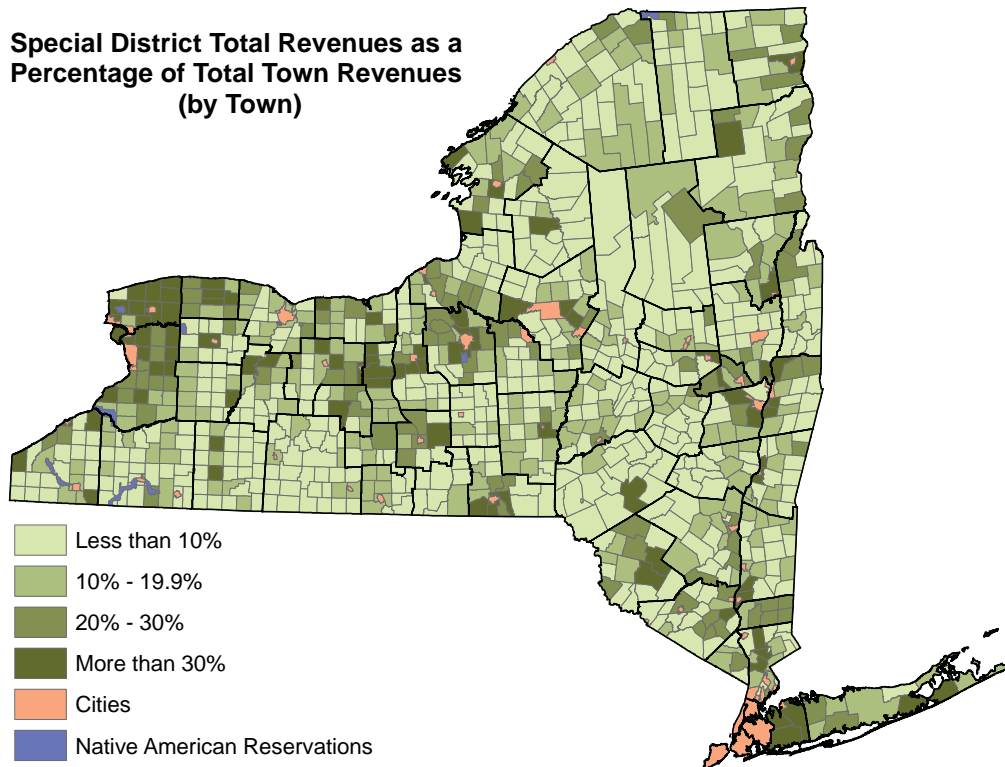 Special District Total Revenues as a
Percentage of Total Town Revenues
(by Town)
Less than 10%
10% - 19.9%
20% - 30%
More than 30%
Cities
Native American Reservations